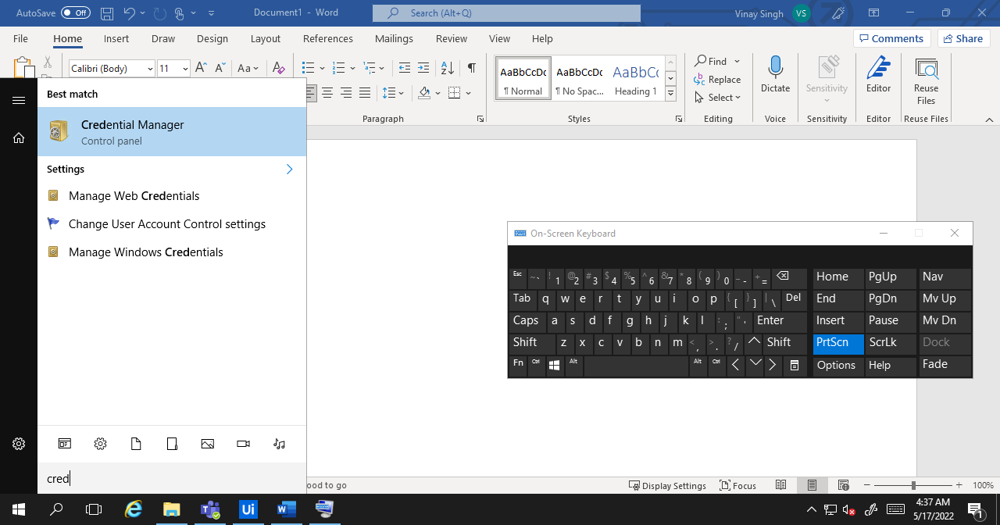 AutoSave Off Document1 - Word Search (Alt+Q) Vinay Singh VS
File Home Insert Draw Design Layout References Mailings Review View Help Comments Share
Calibri (Body) 11 A A Aa A
AaBbCcDc AaBbCcDc AaBbCc
¶ Normal ¶ No Spac... Heading 1
Find
Replace
Select
Dictate Sensitivity Editor Reuse
Files
Paragraph Styles Editing Voice Sensitivity Editor Reuse Files
Best match
Credential Manager
Control panel
Settings
Manage Web Credentials
Change User Account Control settings
Manage Windows Credentials
cred
On-Screen Keyboard
Esc ~ ` ! 1 @ 2 # 3 $ 4 % 5 ^ 6 & 7 * 8 ( 9 ) 0 _ - + = Home PgUp Nav
Tab q w e r t y u i o p { [ } ] | \ Del End PgDn Mv Up
Caps a s d f g h j k l : ; " ' Enter Insert Pause Mv Dn
Shift z x c v b n m < , > . ? / Shift PrtScn ScrLk Dock
Fn Ctrl Alt Alt Ctrl Options Help Fade
ood to go Display Settings Focus 100%
Ui
4:37 AM
5/17/2022
1